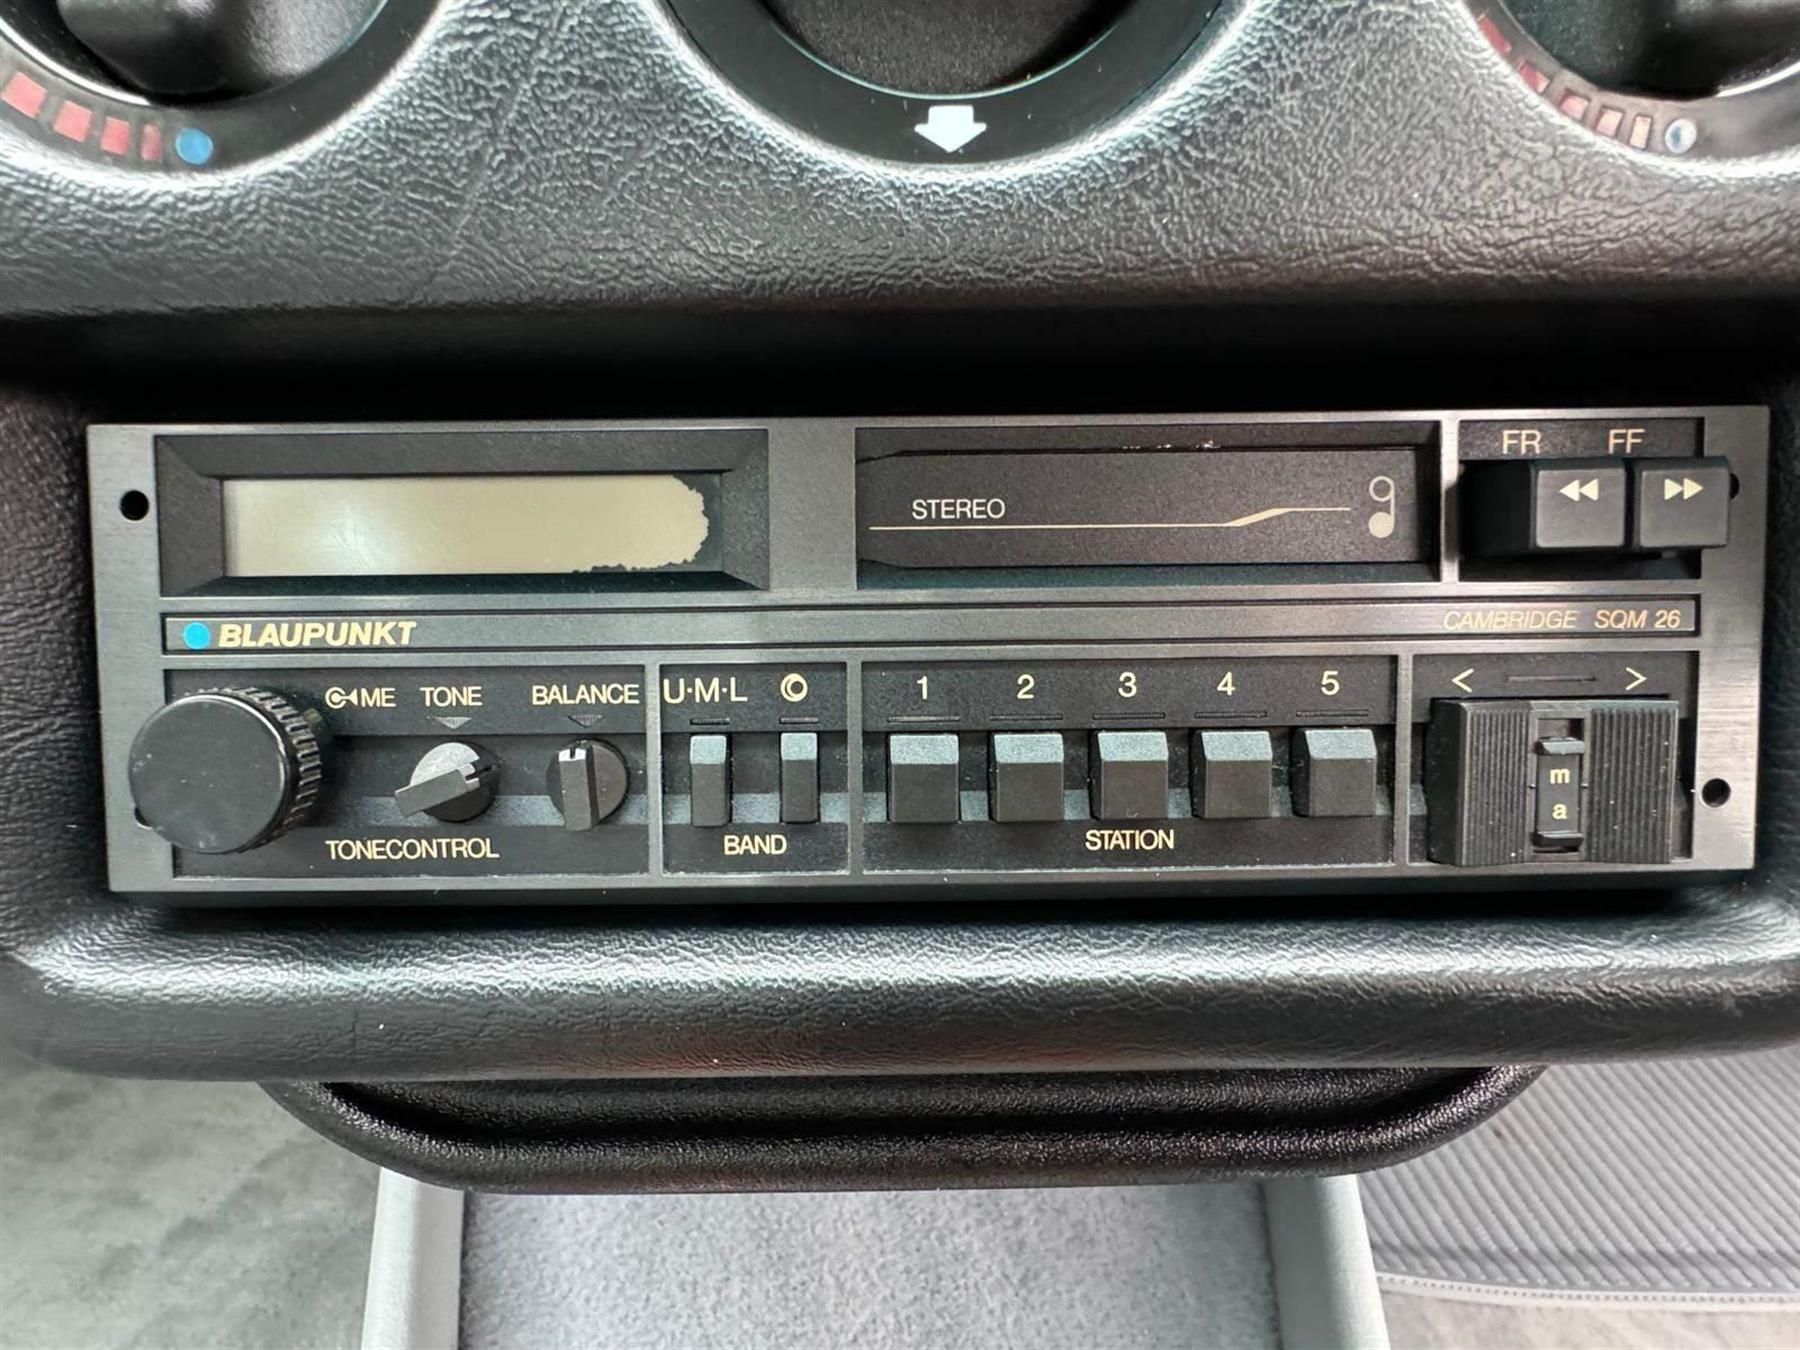 FR FF
STEREO
BLAUPUNKT
CAMBRIDGE SQM 26
ME TONE BALANCE U·M·L 1 2 3 4 5 < >
m
a
TONECONTROL BAND STATION